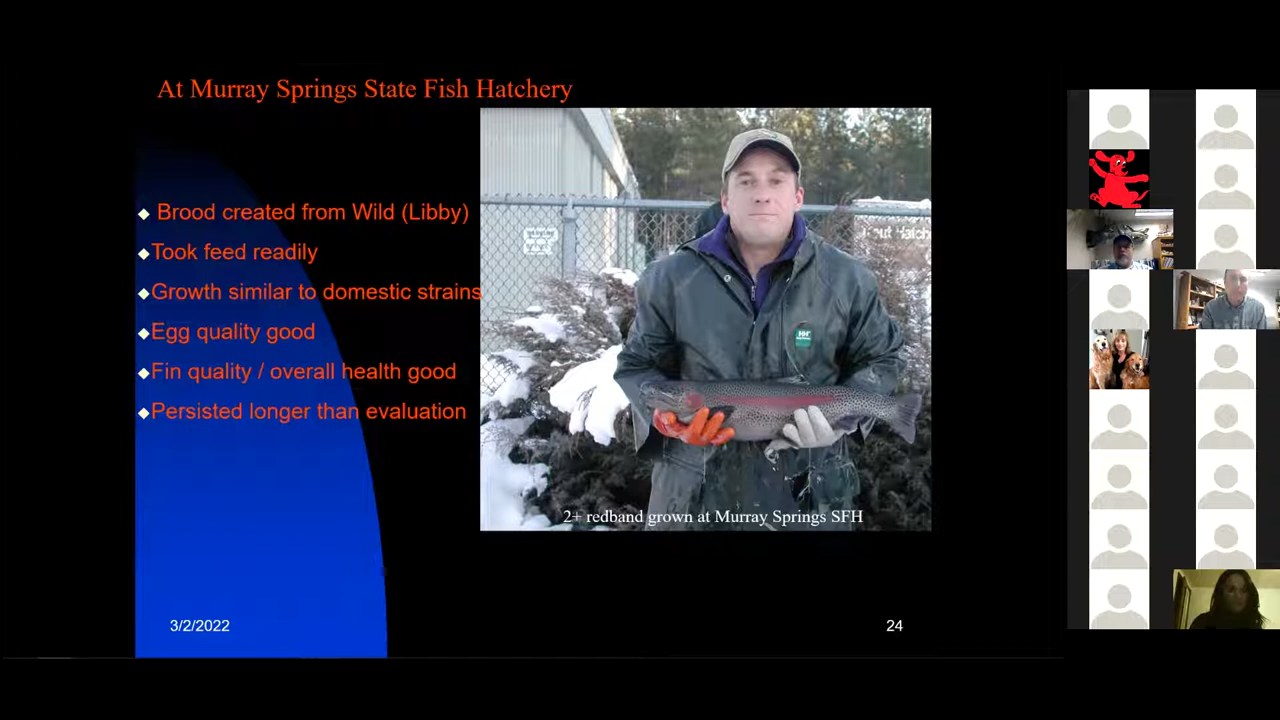 At Murray Springs State Fish Hatchery
Brood created from Wild (Libby)
Took feed readily
Growth similar to domestic strains
Egg quality good
Fin quality / overall health good
Persisted longer than evaluation
HH
2+ redband grown at Murray Springs SFH
3/2/2022
24